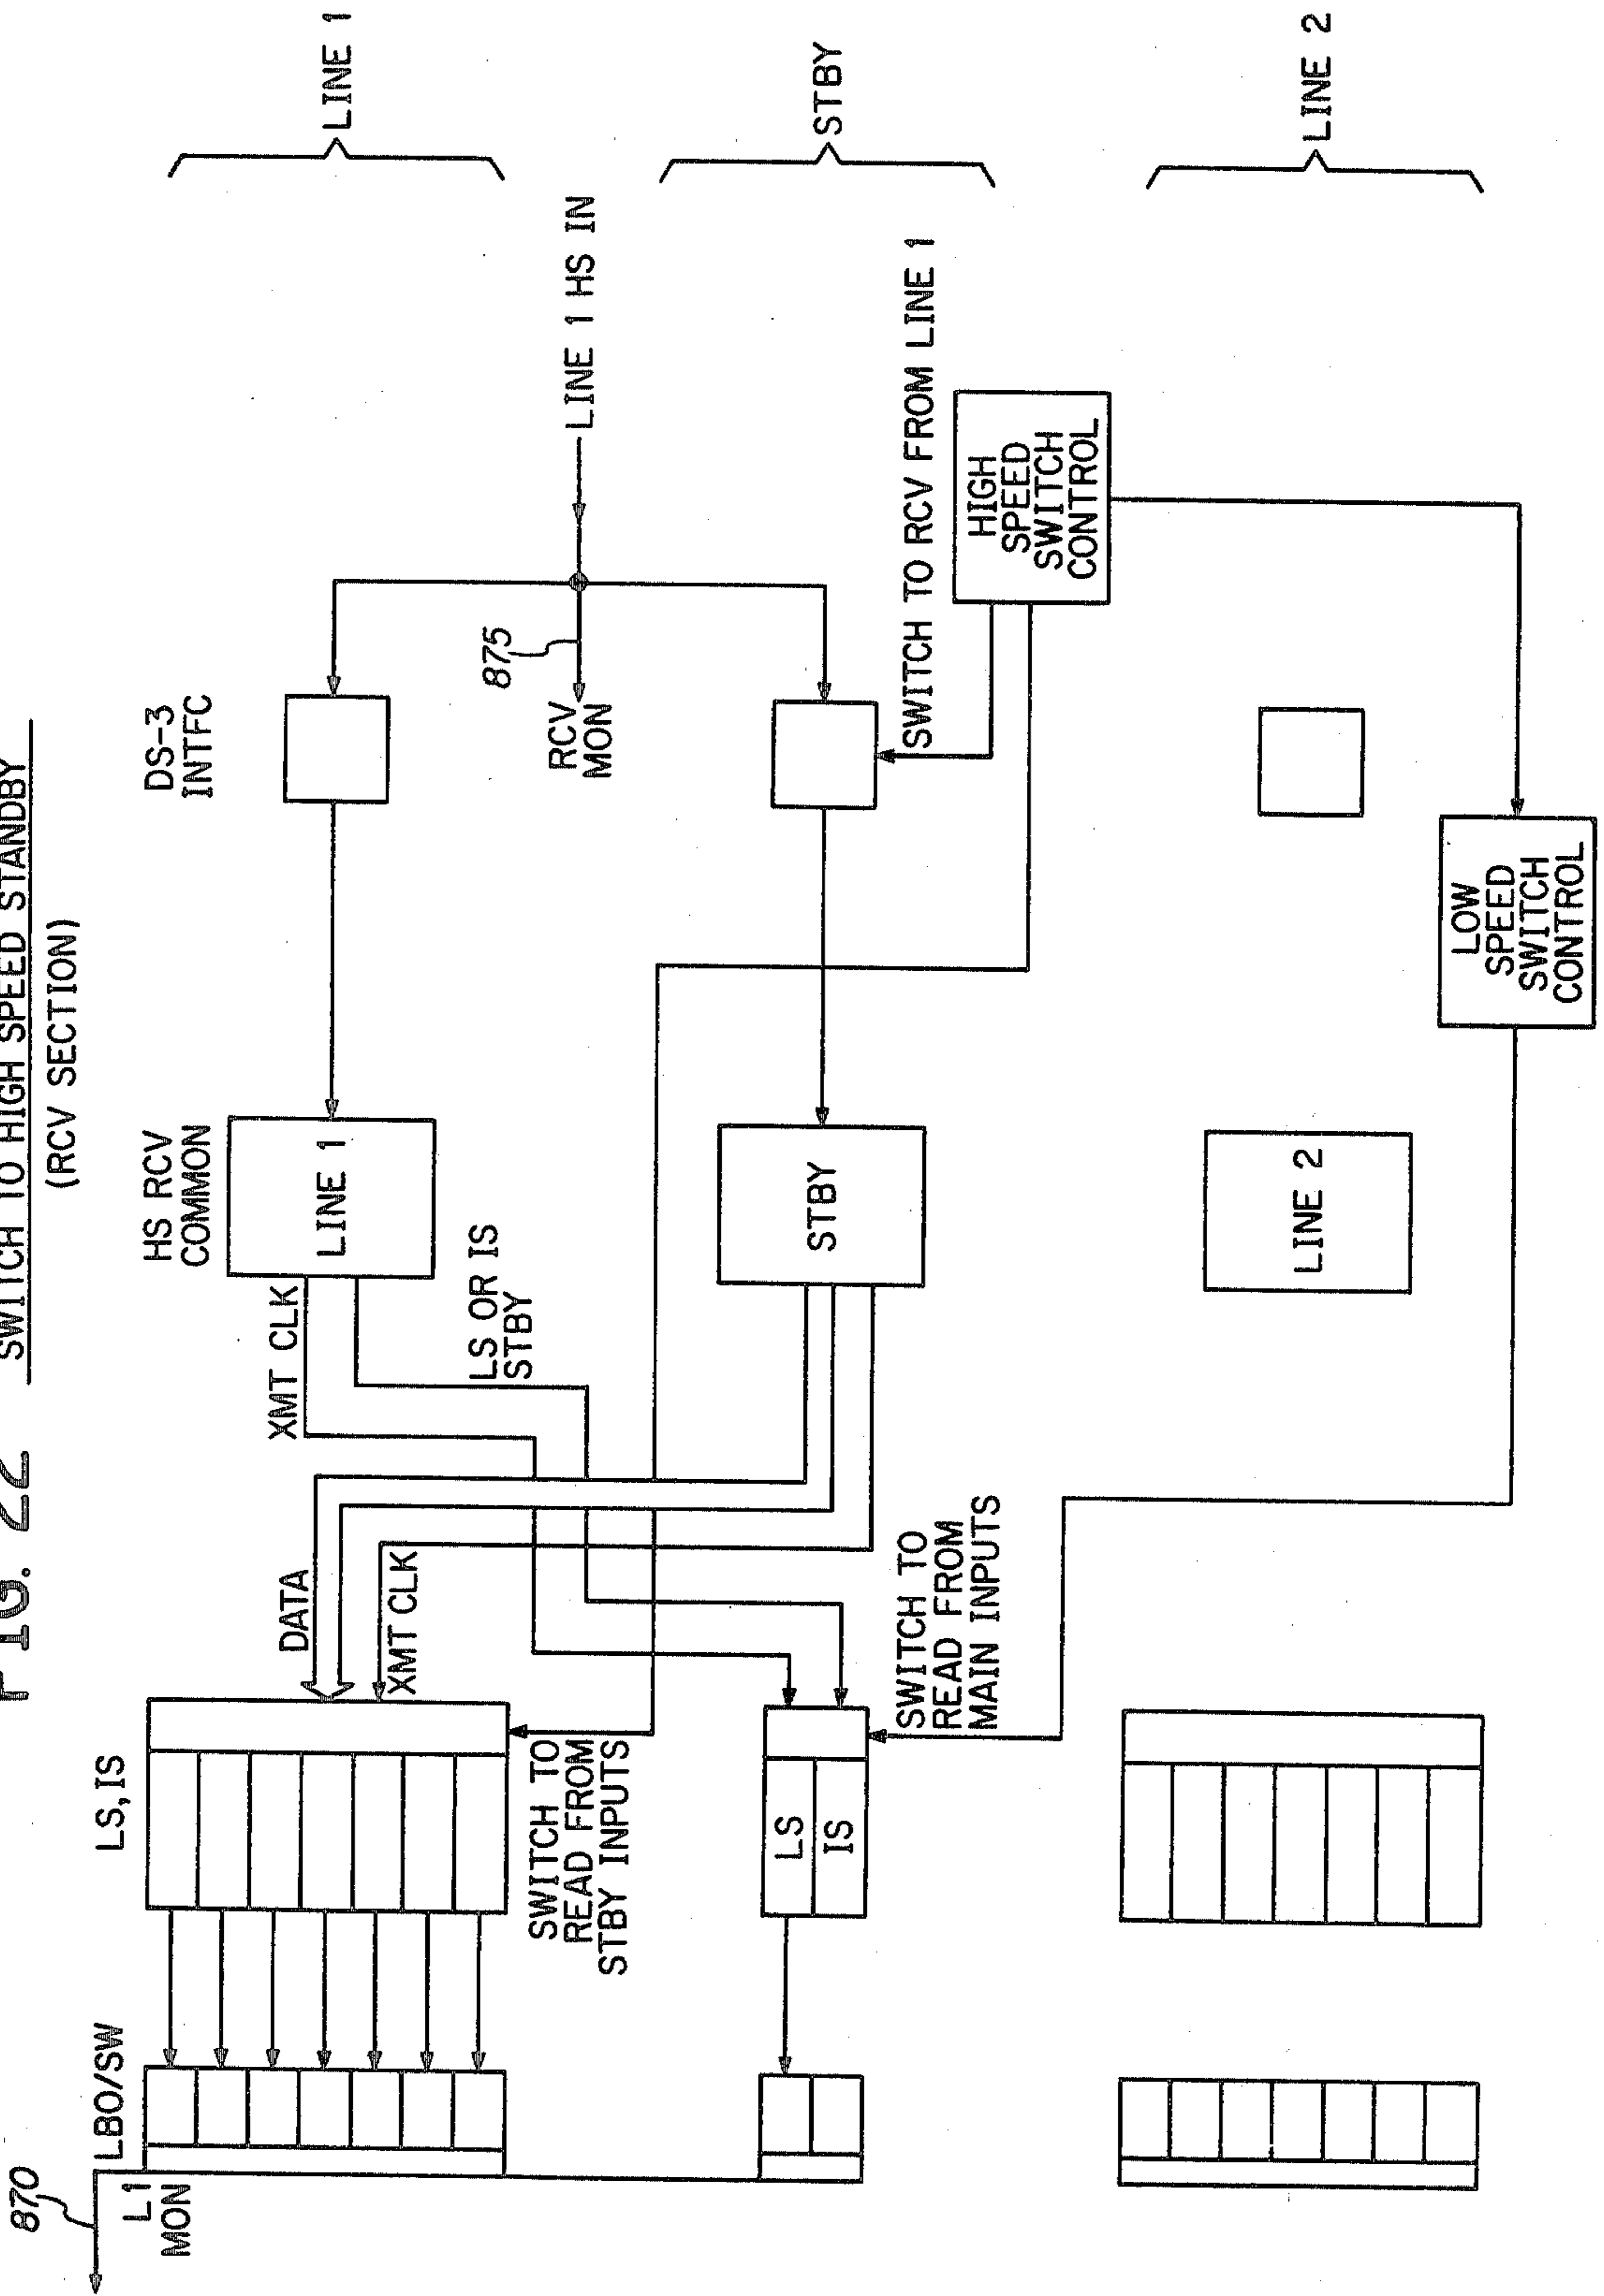 FIG. 22 SWITCH TO HIGH SPEED STANDBY
(RCV SECTION)
870
L1
MON
LBO/SW
LS,IS
DATA
XMT CLK
XMT CLK
HS RCV
COMMON
LINE 1
DS-3
INTFC
LINE 1
LS OR IS
STBY
875
RCV
MON
LINE 1 HS IN
SWITCH TO
READ FROM
STBY INPUTS
LS
IS
STBY
STBY
SWITCH TO
READ FROM
MAIN INPUTS
SWITCH TO RCV FROM LINE 1
HIGH
SPEED
SWITCH
CONTROL
LINE 2
LINE 2
LOW
SPEED
SWITCH
CONTROL